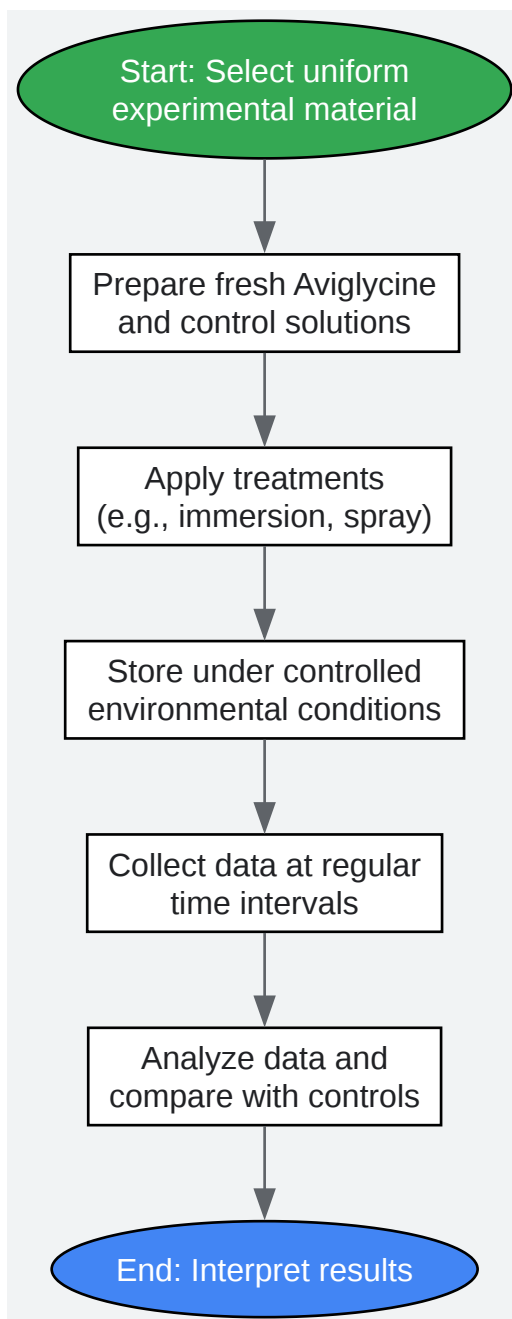 Start: Select uniform
experimental material
Prepare fresh Aviglycine
and control solutions
Apply treatments
(e.g., immersion, spray)
Store under controlled
environmental conditions
Collect data at regular
time intervals
Analyze data and
compare with controls
End: Interpret results